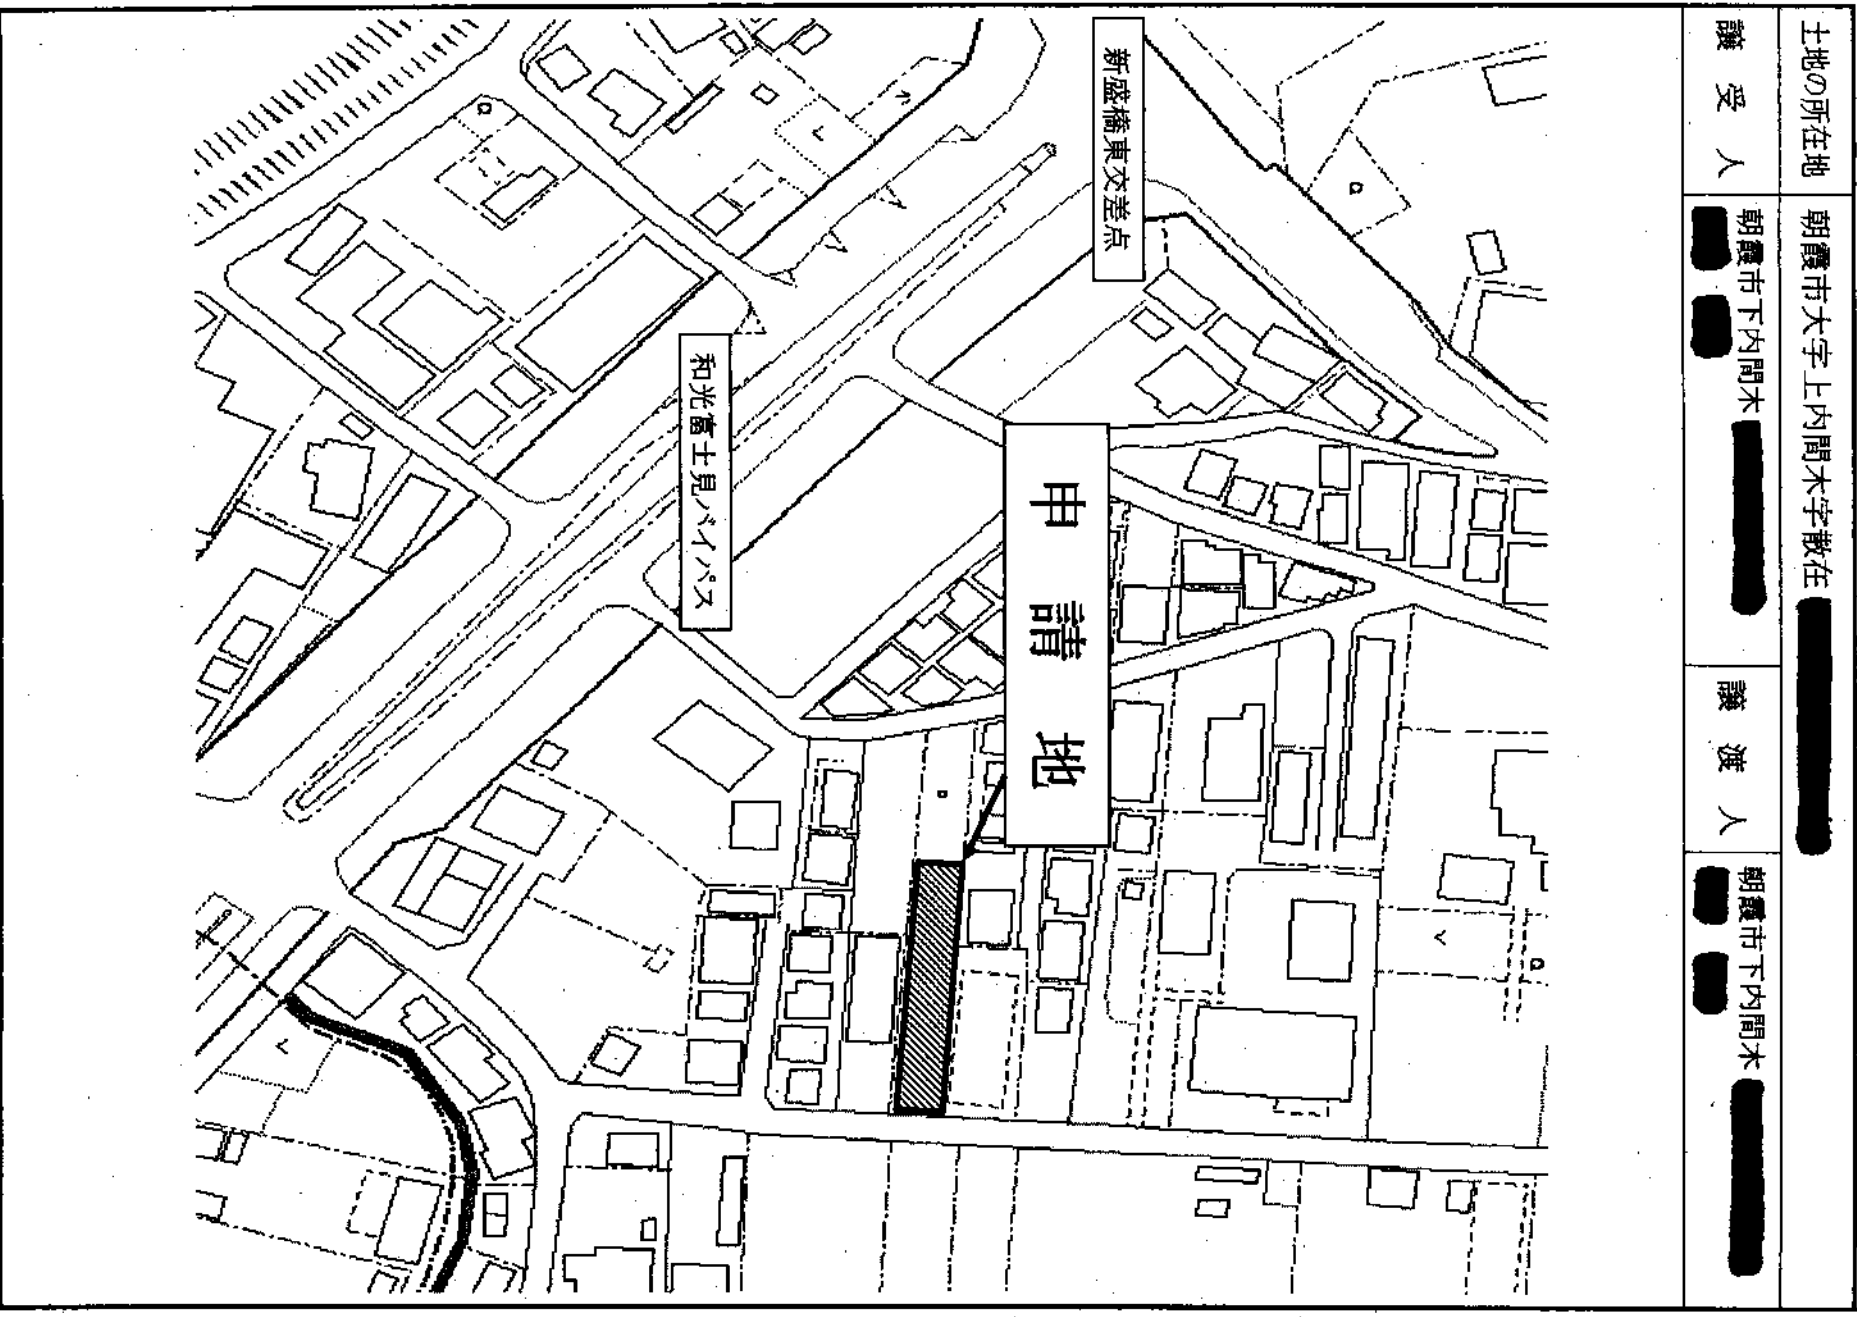 土地の所在地
朝霞市大字上内間木字散在
譲受人
朝霞市下内間木
譲渡人
朝霞市下内間木
新盛橋東交差点
和光富士見バイパス
申請地